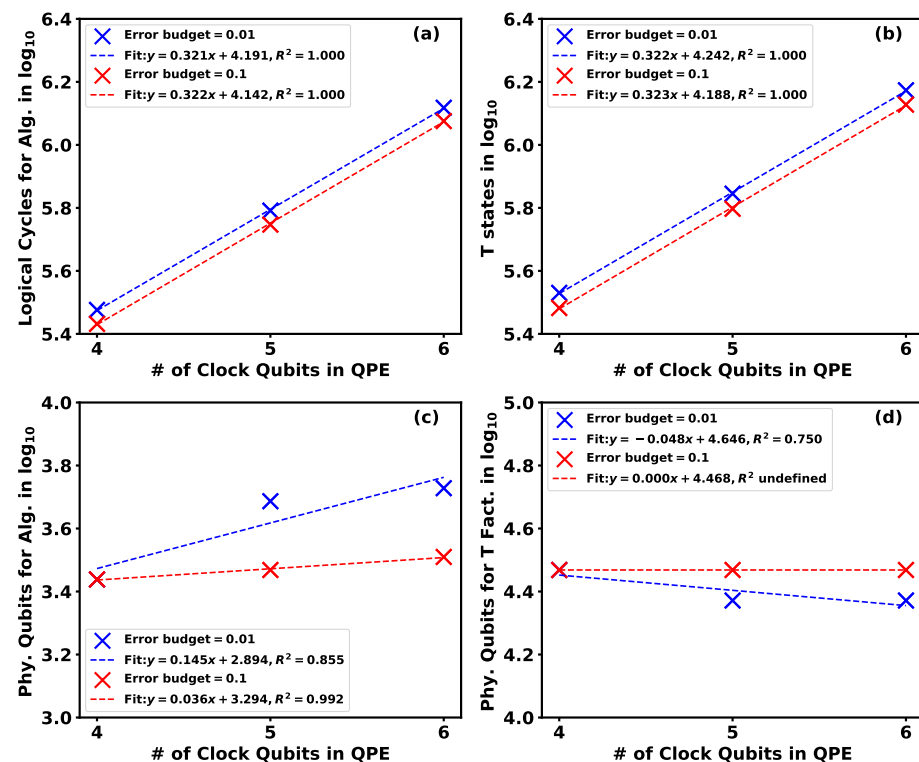 (a)
Error budget = 0.01
Fit:y = 0.321x + 4.191, R² = 1.000
Error budget = 0.1
Fit:y = 0.322x + 4.142, R² = 1.000
6.4
6.2
6.0
5.8
5.6
5.4
Logical Cycles for Alg. in log₁₀
4 5 6
# of Clock Qubits in QPE
(b)
Error budget = 0.01
Fit:y = 0.322x + 4.242, R² = 1.000
Error budget = 0.1
Fit:y = 0.323x + 4.188, R² = 1.000
6.4
6.2
6.0
5.8
5.6
5.4
T states in log₁₀
4 5 6
# of Clock Qubits in QPE
(c)
4.0
3.8
3.6
3.4
3.2
3.0
Phy. Qubits for Alg. in log₁₀
Error budget = 0.01
Fit:y = 0.145x + 2.894, R² = 0.855
Error budget = 0.1
Fit:y = 0.036x + 3.294, R² = 0.992
4 5 6
# of Clock Qubits in QPE
(d)
Error budget = 0.01
Fit:y = −0.048x + 4.646, R² = 0.750
Error budget = 0.1
Fit:y = 0.000x + 4.468, R² undefined
5.0
4.8
4.6
4.4
4.2
4.0
Phy. Qubits for T Fact. in log₁₀
4 5 6
# of Clock Qubits in QPE